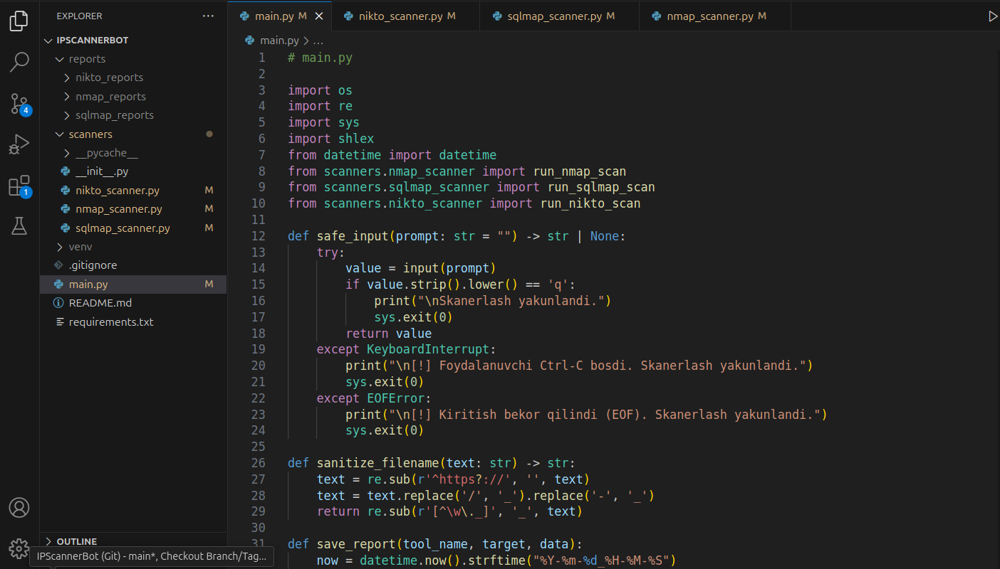 EXPLORER
IPSCANNERBOT
reports
nikto_reports
nmap_reports
sqlmap_reports
scanners
__pycache__
__init__.py
nikto_scanner.py M
nmap_scanner.py M
sqlmap_scanner.py M
venv
.gitignore
main.py M
README.md
requirements.txt
OUTLINE
IPScannerBot (Git) - main*, Checkout Branch/Tag...
4
1
main.py M
nikto_scanner.py M
sqlmap_scanner.py M
nmap_scanner.py M
main.py > ...
1 # main.py
2
3 import os
4 import re
5 import sys
6 import shlex
7 from datetime import datetime
8 from scanners.nmap_scanner import run_nmap_scan
9 from scanners.sqlmap_scanner import run_sqlmap_scan
10 from scanners.nikto_scanner import run_nikto_scan
11
12 def safe_input(prompt: str = "") -> str | None:
13     try:
14         value = input(prompt)
15         if value.strip().lower() == 'q':
16             print("\nSkanerlash yakunlandi.")
17             sys.exit(0)
18         return value
19     except KeyboardInterrupt:
20         print("\n[!] Foydalanuvchi Ctrl-C bosdi. Skanerlash yakunlandi.")
21         sys.exit(0)
22     except EOFError:
23         print("\n[!] Kiritish bekor qilindi (EOF). Skanerlash yakunlandi.")
24         sys.exit(0)
25
26 def sanitize_filename(text: str) -> str:
27     text = re.sub(r'^https?://', '', text)
28     text = text.replace('/', '_').replace('-', '_')
29     return re.sub(r'[^\w\._]', '_', text)
30
31 def save_report(tool_name, target, data):
now = datetime.now().strftime("%Y-%m-%d_%H-%M-%S")